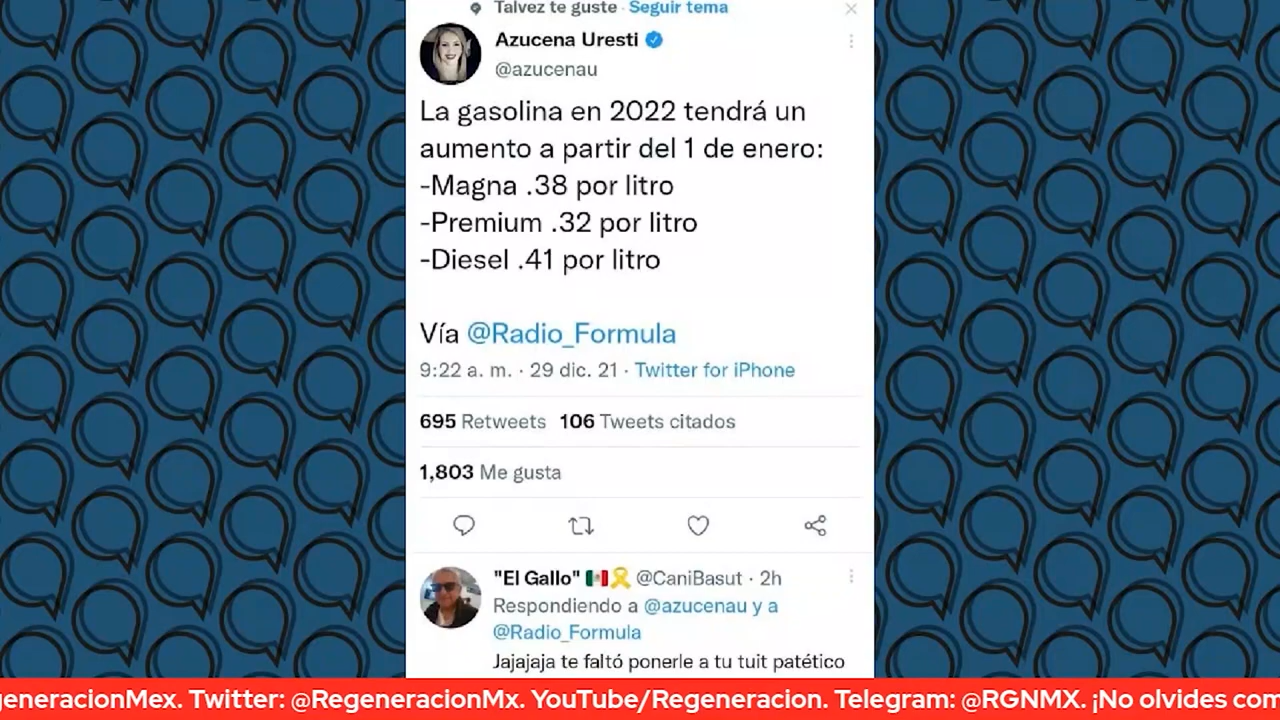 Talvez te guste · Seguir tema
Azucena Uresti
@azucenau
La gasolina en 2022 tendrá un
aumento a partir del 1 de enero:
-Magna .38 por litro
-Premium .32 por litro
-Diesel .41 por litro
Vía @Radio_Formula
9:22 a. m. · 29 dic. 21 · Twitter for iPhone
695 Retweets 106 Tweets citados
1,803 Me gusta
"El Gallo" 🇲🇽🎗️ @CaniBasut · 2h
Respondiendo a @azucenau y a
@Radio_Formula
Jajajaja te faltó ponerle a tu tuit patético
generacionMex. Twitter: @RegeneracionMx. YouTube/Regeneracion. Telegram: @RGNMX. ¡No olvides com